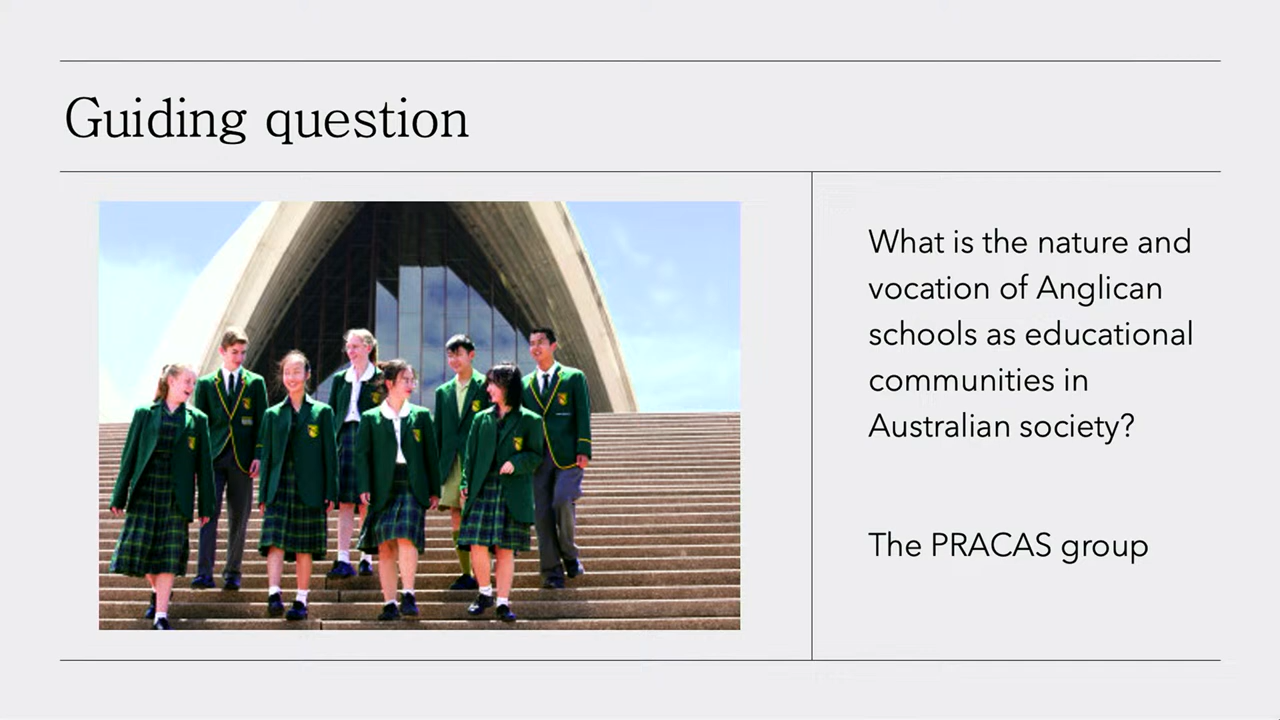 Guiding question
What is the nature and
vocation of Anglican
schools as educational
communities in
Australian society?
The PRACAS group